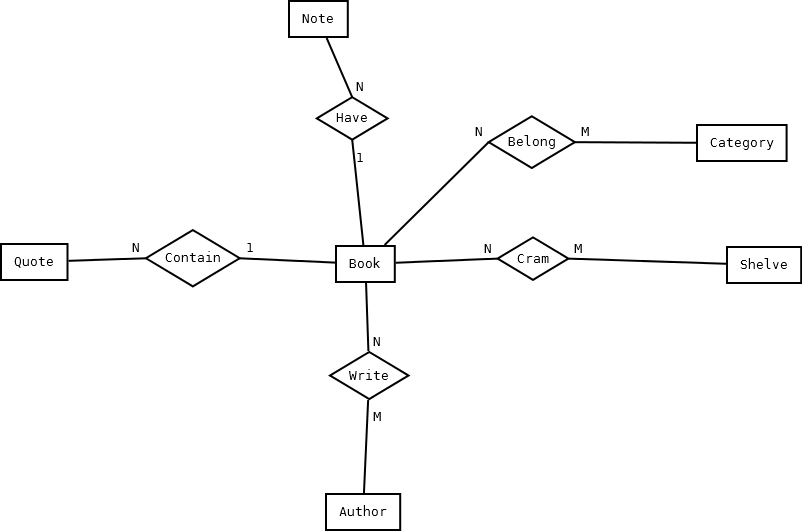 Note
N
Have
1
N
Belong
M
Category
Quote
N
Contain
1
Book
N
Cram
M
Shelve
N
Write
M
Author